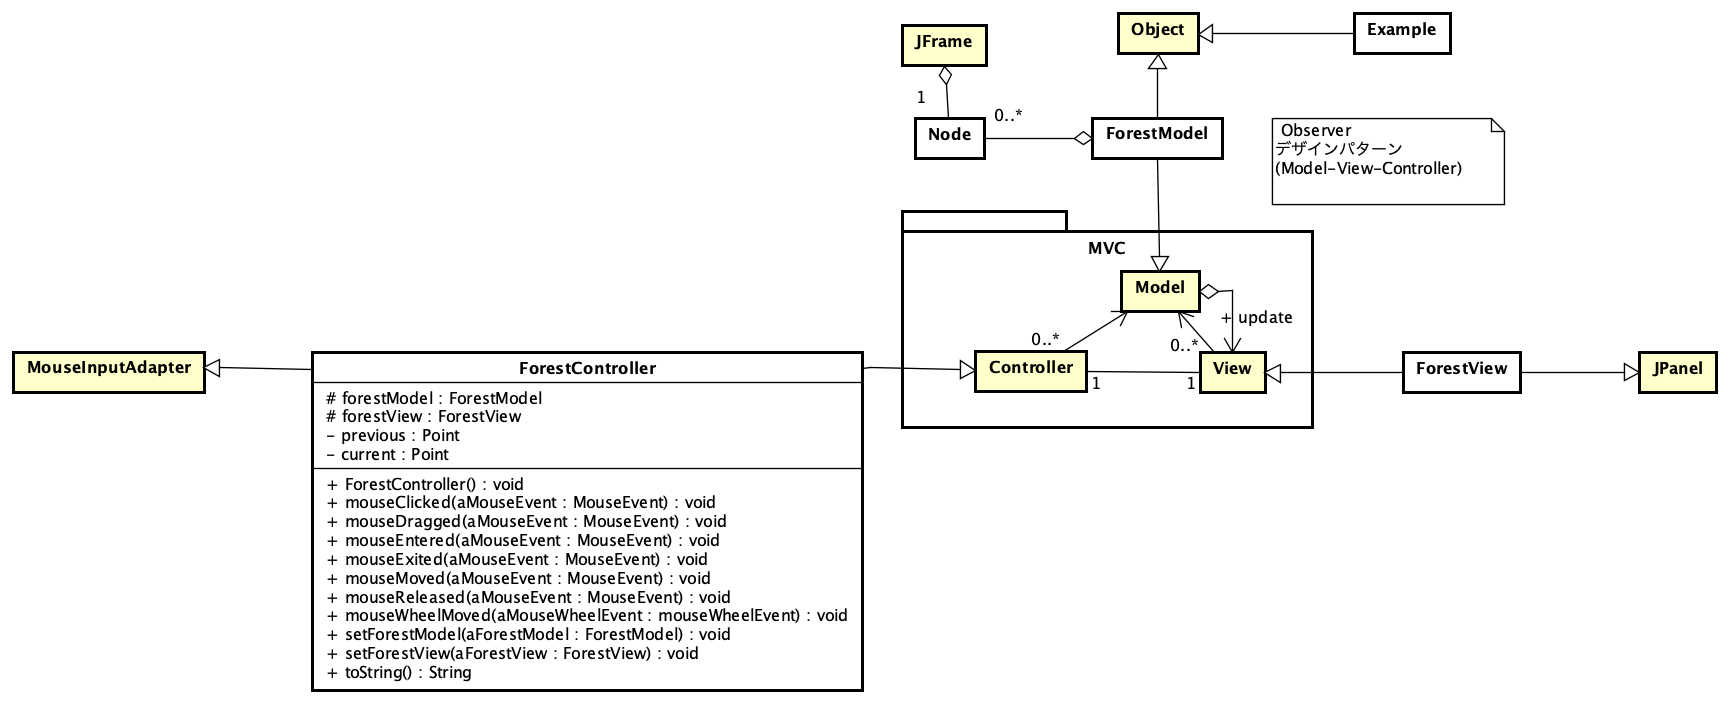 Object
Example
JFrame
1
0..*
Node
ForestModel
Observer
デザインパターン
(Model-View-Controller)
MVC
Model
+ update
0..*
0..*
MouseInputAdapter
ForestController
Controller
1
1
View
ForestView
JPanel
# forestModel : ForestModel
# forestView : ForestView
- previous : Point
- current : Point
+ ForestController() : void
+ mouseClicked(aMouseEvent : MouseEvent) : void
+ mouseDragged(aMouseEvent : MouseEvent) : void
+ mouseEntered(aMouseEvent : MouseEvent) : void
+ mouseExited(aMouseEvent : MouseEvent) : void
+ mouseMoved(aMouseEvent : MouseEvent) : void
+ mouseReleased(aMouseEvent : MouseEvent) : void
+ mouseWheelMoved(aMouseWheelEvent : mouseWheelEvent) : void
+ setForestModel(aForestModel : ForestModel) : void
+ setForestView(aForestView : ForestView) : void
+ toString() : String